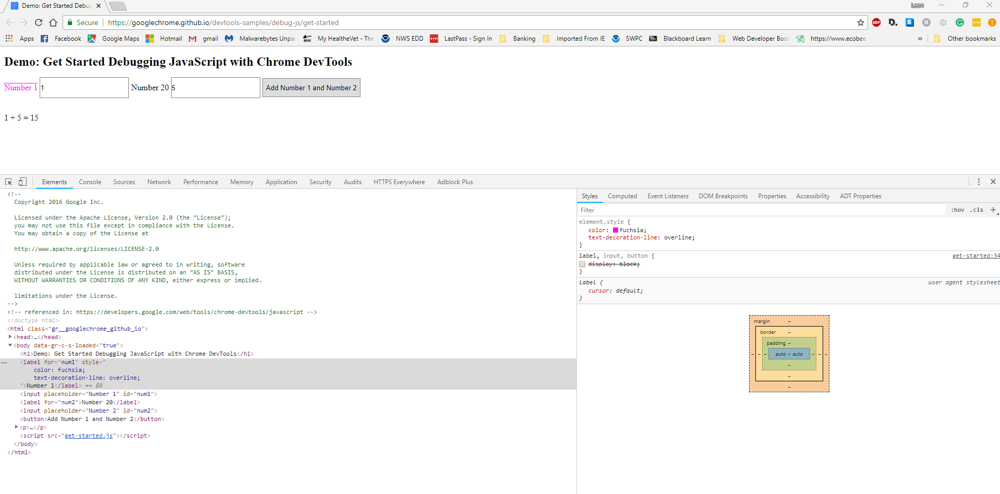 Demo: Get Started Debug
Leon
Secure https://googlechrome.github.io/devtools-samples/debug-js/get-started
ABP D. S B G
Apps Facebook Google Maps Hotmail gmail Malwarebytes Unpac MHV My HealtheVet - The NWS EDD LastPass - Sign In Banking Imported From IE SWPC Bb Blackboard Learn Web Developer Boot https://www.ecobee. » Other bookmarks
Demo: Get Started Debugging JavaScript with Chrome DevTools
Number 1 1 Number 20 5 Add Number 1 and Number 2
1 + 5 = 15
Elements Console Sources Network Performance Memory Application Security Audits HTTPS Everywhere Adblock Plus
<!--
Copyright 2016 Google Inc.
Licensed under the Apache License, Version 2.0 (the "License");
you may not use this file except in compliance with the License.
You may obtain a copy of the License at
http://www.apache.org/licenses/LICENSE-2.0
Unless required by applicable law or agreed to in writing, software
distributed under the License is distributed on an "AS IS" BASIS,
WITHOUT WARRANTIES OR CONDITIONS OF ANY KIND, either express or implied.
limitations under the License.
-->
<!-- referenced in: https://developers.google.com/web/tools/chrome-devtools/javascript -->
<!doctype html>
<html class="gr__googlechrome_github_io">
<head>…</head>
<body data-gr-c-s-loaded="true">
<h1>Demo: Get Started Debugging JavaScript with Chrome DevTools</h1>
… <label for="num1" style="
color: fuchsia;
text-decoration-line: overline;
">Number 1</label> == $0
<input placeholder="Number 1" id="num1">
<label for="num2">Number 20</label>
<input placeholder="Number 2" id="num2">
<button>Add Number 1 and Number 2</button>
<p>…</p>
<script src="get-started.js"></script>
</body>
</html>
Styles Computed Event Listeners DOM Breakpoints Properties Accessibility ADT Properties
Filter :hov .cls +
element.style {
color: fuchsia;
text-decoration-line: overline;
}
label, input, button { get-started:34
display: block;
}
label { user agent stylesheet
cursor: default;
}
margin –
border –
padding –
– – – auto × auto – – –
–
–
–